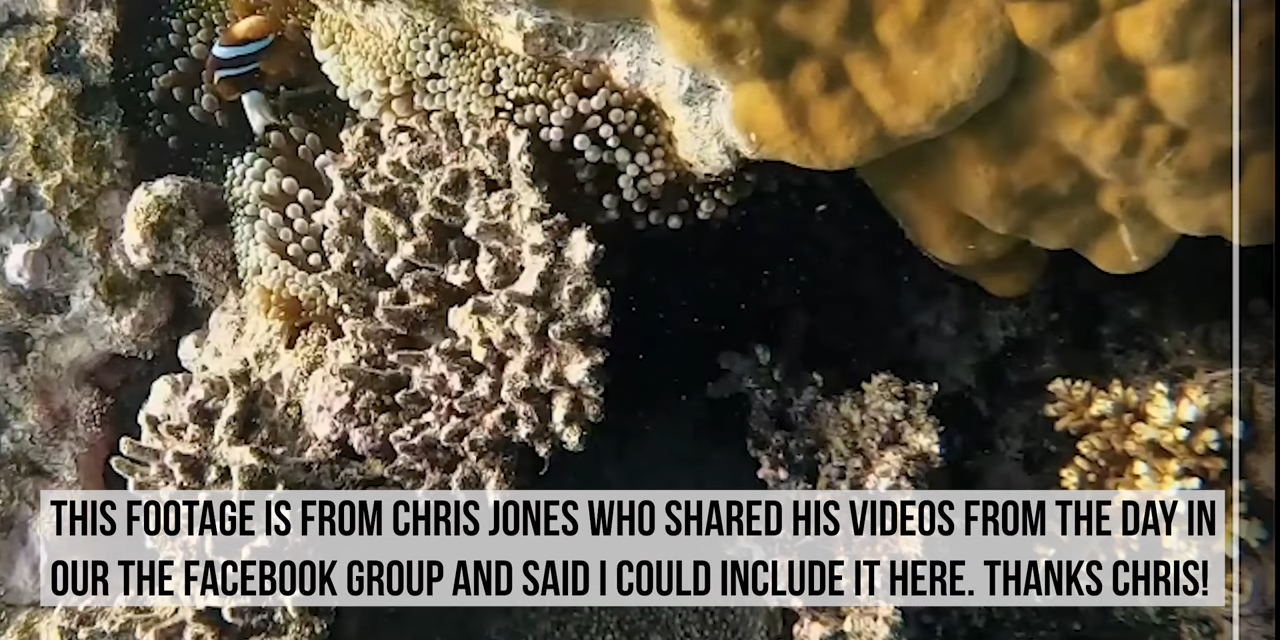 THIS FOOTAGE IS FROM CHRIS JONES WHO SHARED HIS VIDEOS FROM THE DAY IN
OUR THE FACEBOOK GROUP AND SAID I COULD INCLUDE IT HERE. THANKS CHRIS!